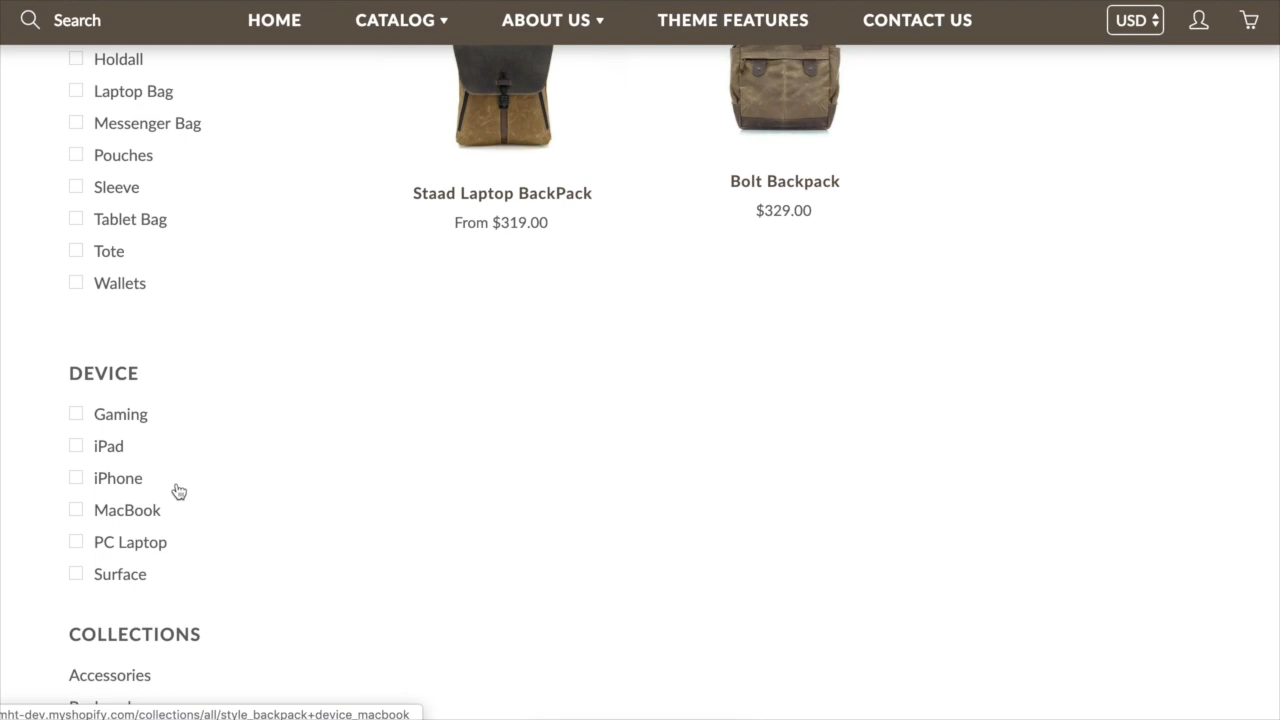 Search
HOME
CATALOG ▾
ABOUT US ▾
THEME FEATURES
CONTACT US
USD
Holdall
Laptop Bag
Messenger Bag
Pouches
Sleeve
Tablet Bag
Tote
Wallets
Staad Laptop BackPack
From $319.00
Bolt Backpack
$329.00
DEVICE
Gaming
iPad
iPhone
MacBook
PC Laptop
Surface
COLLECTIONS
Accessories
mht-dev.myshopify.com/collections/all/style_backpack+device_macbook